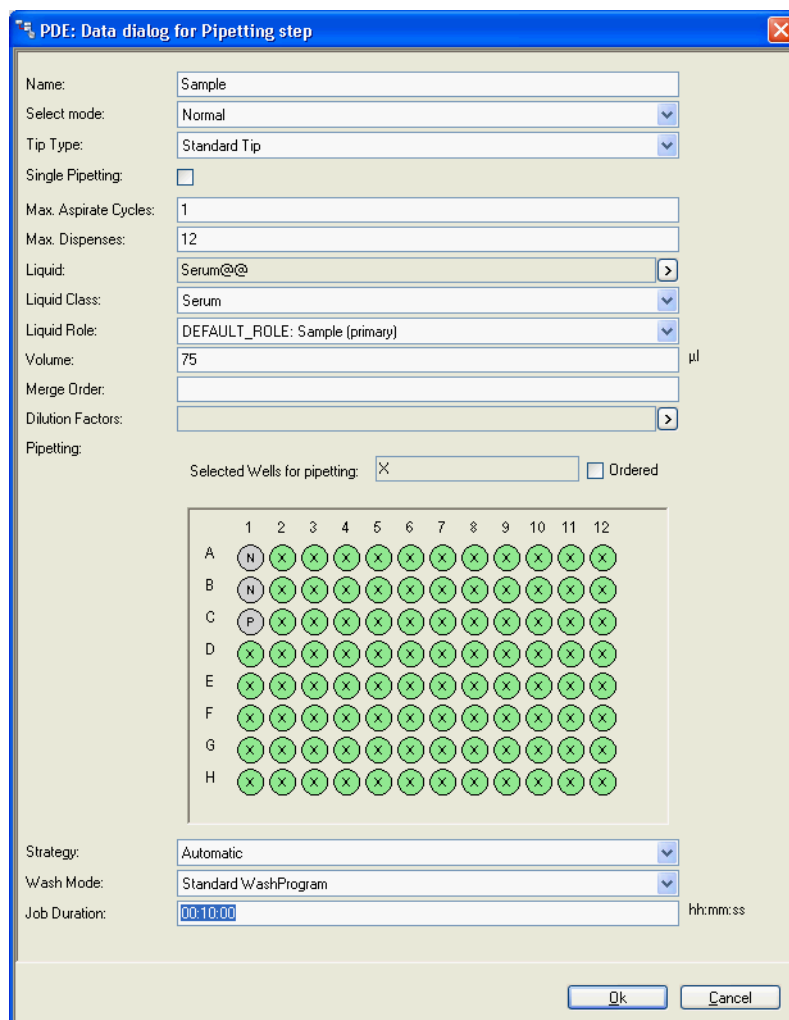 PDE: Data dialog for Pipetting step
Name: Sample
Select mode: Normal
Tip Type: Standard Tip
Single Pipetting:
Max. Aspirate Cycles: 1
Max. Dispenses: 12
Liquid: Serum@@ >
Liquid Class: Serum
Liquid Role: DEFAULT_ROLE: Sample (primary)
Volume: 75 µl
Merge Order:
Dilution Factors: >
Pipetting:
Selected Wells for pipetting: X Ordered
1 2 3 4 5 6 7 8 9 10 11 12
A N X X X X X X X X X X X
B N X X X X X X X X X X X
C P X X X X X X X X X X X
D X X X X X X X X X X X X
E X X X X X X X X X X X X
F X X X X X X X X X X X X
G X X X X X X X X X X X X
H X X X X X X X X X X X X
Strategy: Automatic
Wash Mode: Standard WashProgram
Job Duration: 00:10:00 hh:mm:ss
Ok Cancel